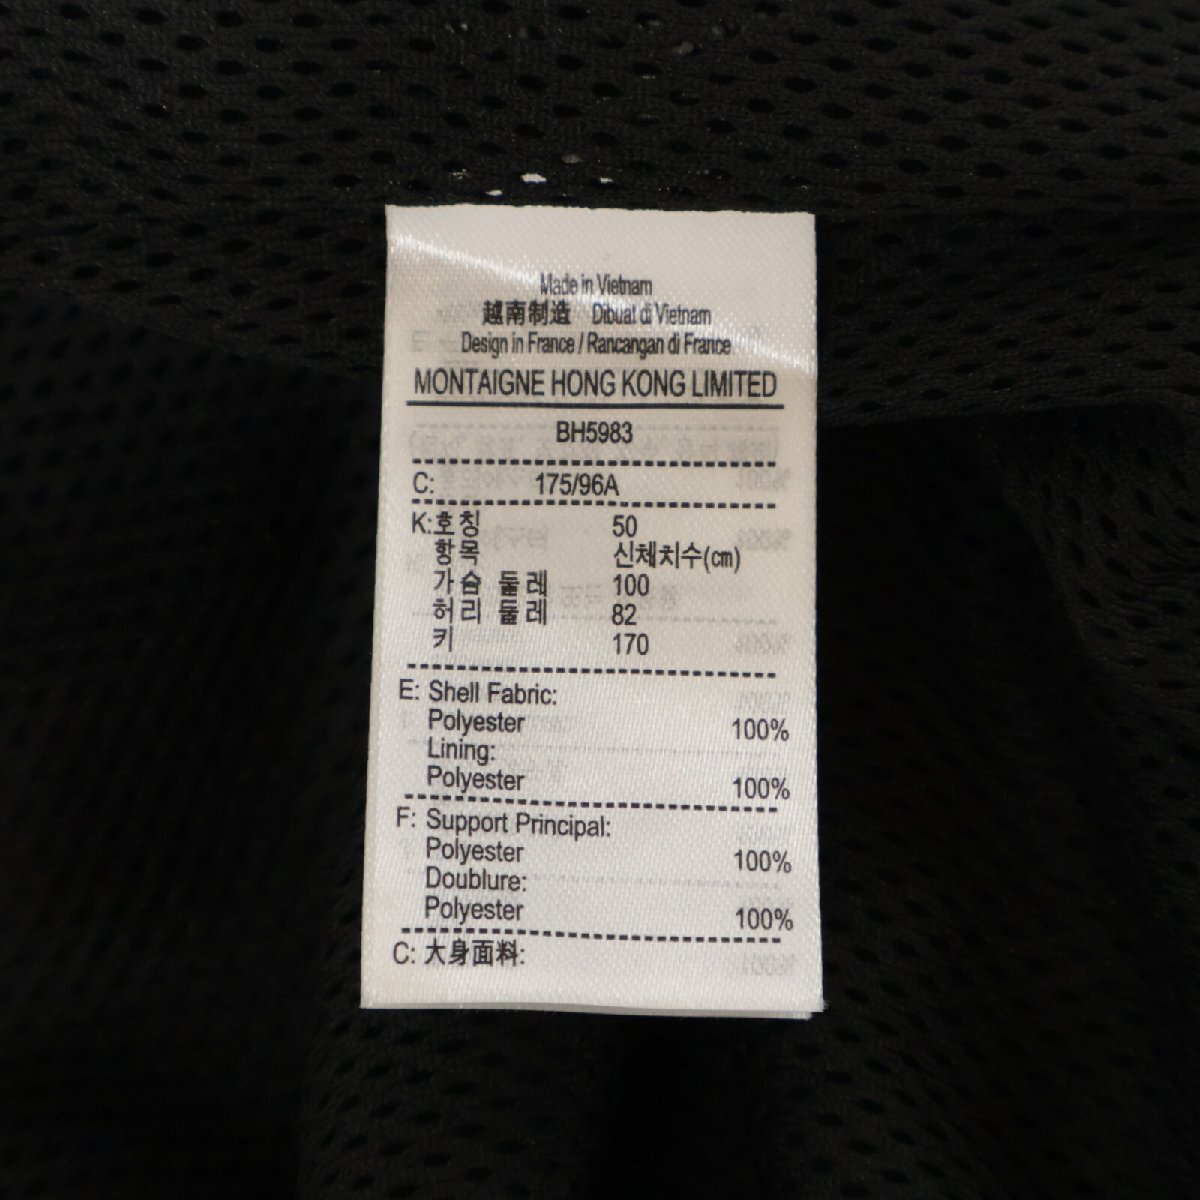 Made in Vietnam
越南制造 Dibuat di Vietnam
Design in France / Rancangan di France
MONTAIGNE HONG KONG LIMITED
BH5983
C: 175/96A
K:호칭 50
항목 신체치수(cm)
가슴 둘레 100
허리 둘레 82
키 170
E: Shell Fabric:
Polyester 100%
Lining:
Polyester 100%
F: Support Principal:
Polyester 100%
Doublure:
Polyester 100%
C: 大身面料: